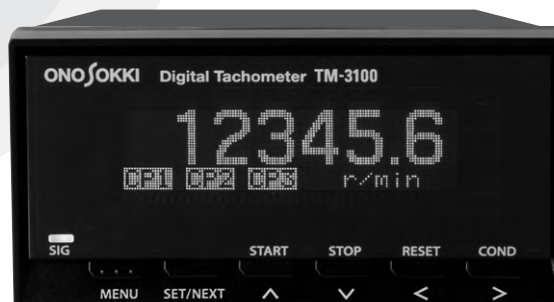 ONO SOKKI Digital Tachometer TM-3100
12345.6
CP1 CP2 CP3 r/min
SIG START STOP RESET COND
MENU SET/NEXT ∧ ∨ < >